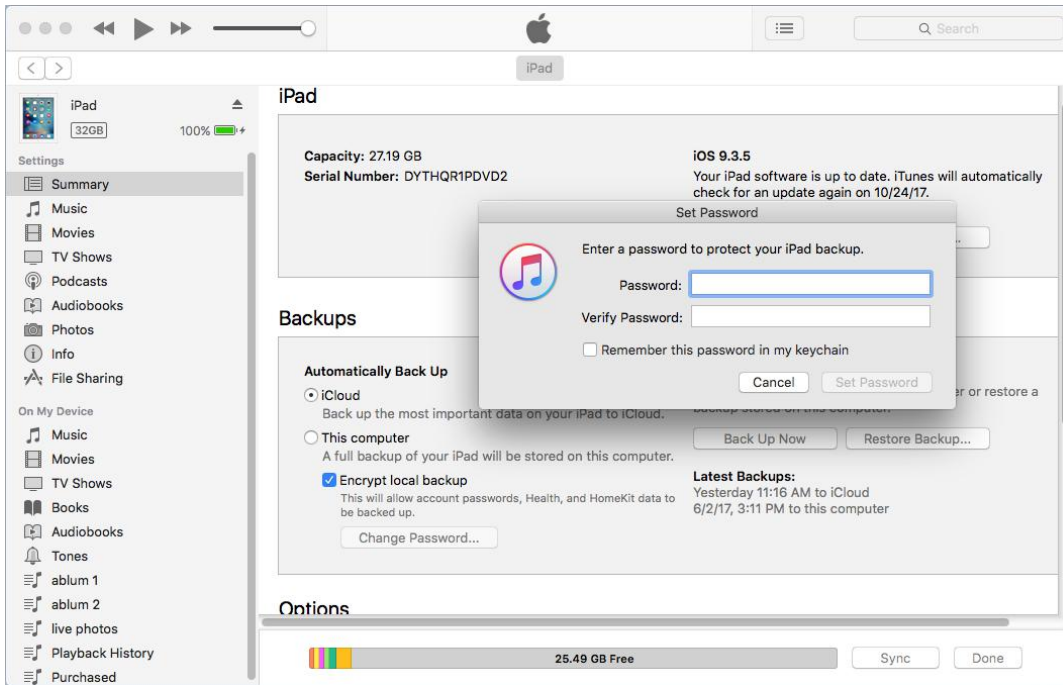 Search
iPad
iPad
32GB
100%
Settings
Summary
Music
Movies
TV Shows
Podcasts
Audiobooks
Photos
Info
File Sharing
On My Device
Music
Movies
TV Shows
Books
Audiobooks
Tones
ablum 1
ablum 2
live photos
Playback History
Purchased
iPad
Capacity: 27.19 GB
Serial Number: DYTHQR1PDVD2
iOS 9.3.5
Your iPad software is up to date. iTunes will automatically
check for an update again on 10/24/17.
Set Password
Enter a password to protect your iPad backup.
Password:
Verify Password:
Remember this password in my keychain
Cancel
Set Password
Backups
Automatically Back Up
iCloud
Back up the most important data on your iPad to iCloud.
This computer
A full backup of your iPad will be stored on this computer.
Encrypt local backup
This will allow account passwords, Health, and HomeKit data to
be backed up.
Change Password...
or restore a
backup stored on this computer.
Back Up Now
Restore Backup...
Latest Backups:
Yesterday 11:16 AM to iCloud
6/2/17, 3:11 PM to this computer
Options
25.49 GB Free
Sync
Done